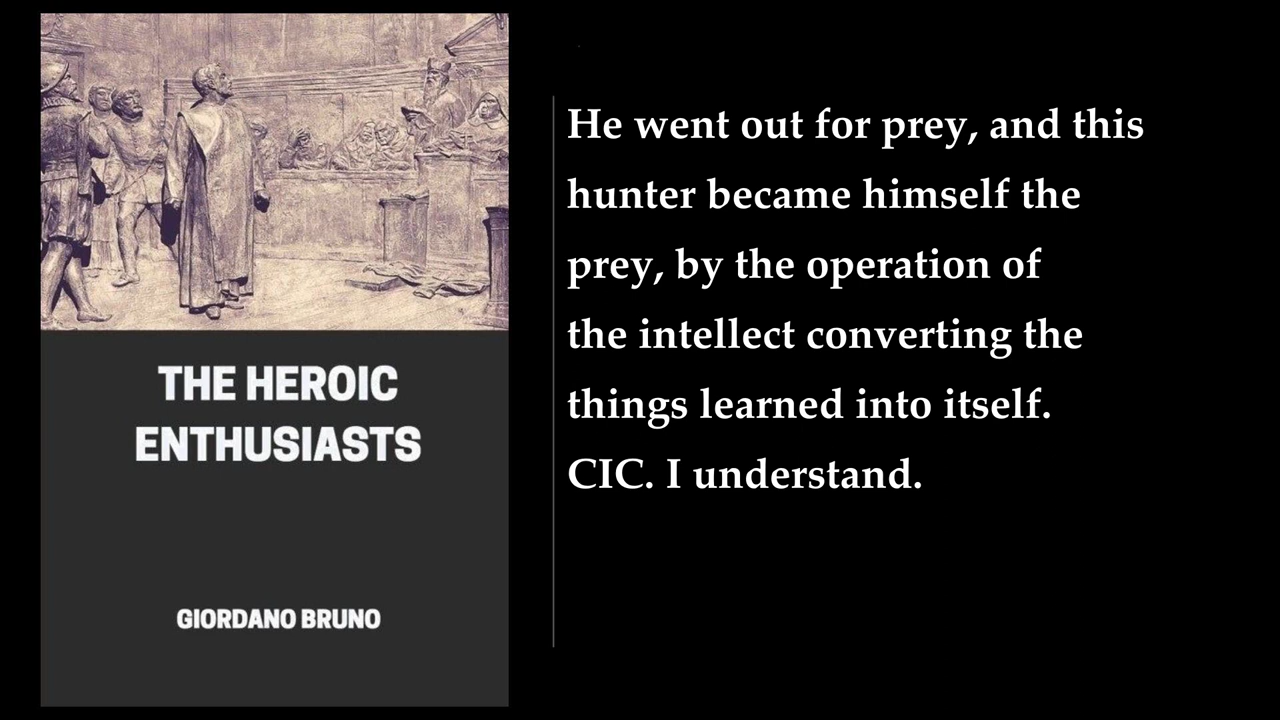 THE HEROIC
ENTHUSIASTS
GIORDANO BRUNO
He went out for prey, and this
hunter became himself the
prey, by the operation of
the intellect converting the
things learned into itself.
CIC. I understand.